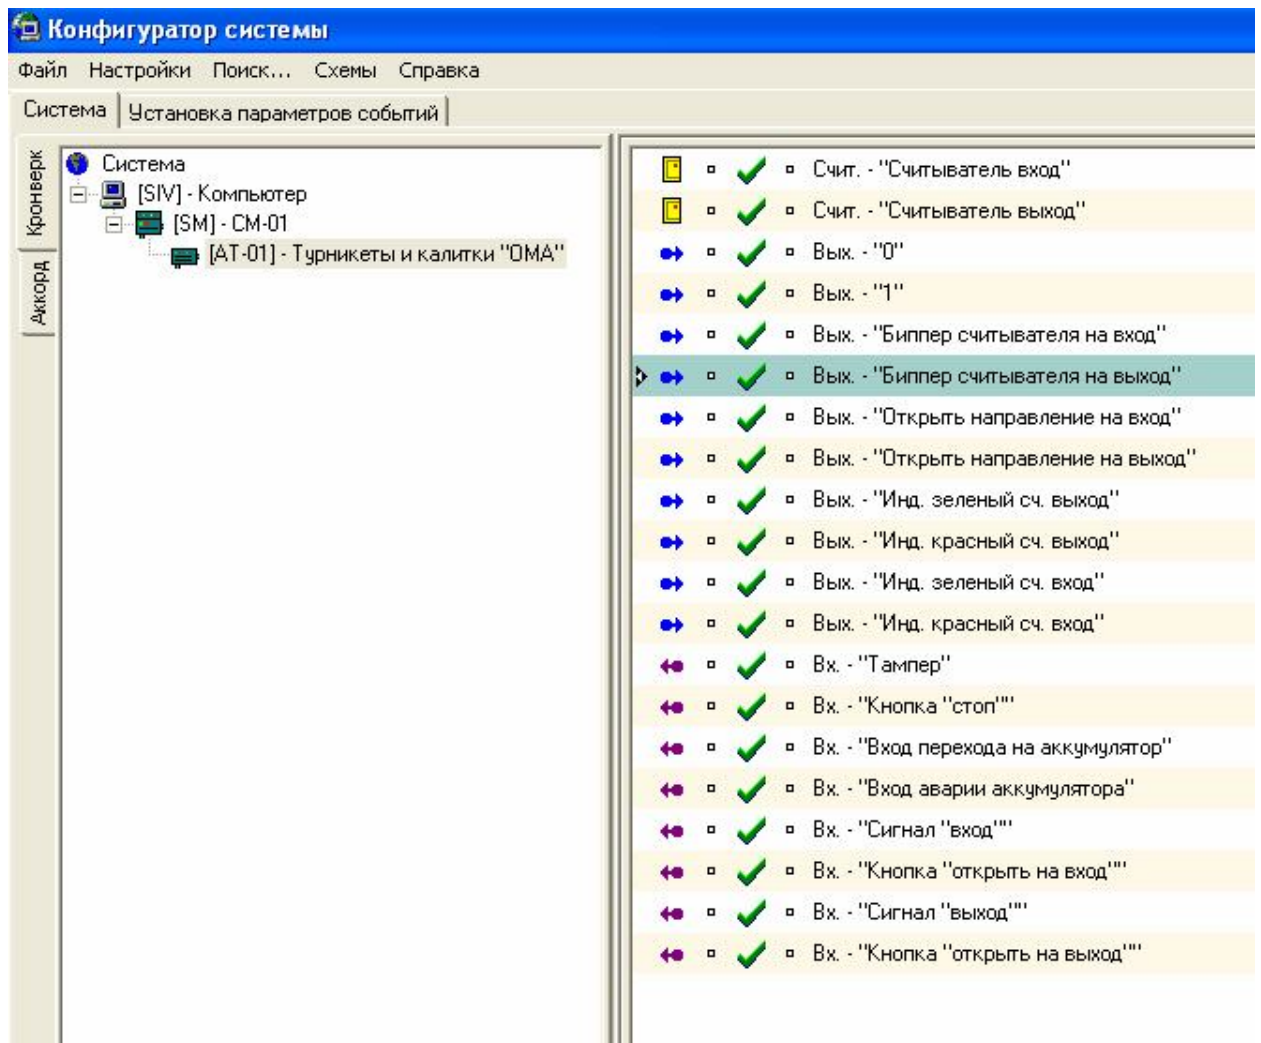 Конфигуратор системы
Файл Настройки Поиск... Схемы Справка
Система Установка параметров событий
Кронверк
Аккорд
Система
[SIV] - Компьютер
[SM] - СМ-01
[AT-01] - Турникеты и калитки "ОМА"
Счит. - "Считыватель вход"
Счит. - "Считыватель выход"
Вых. - "0"
Вых. - "1"
Вых. - "Биппер считывателя на вход"
Вых. - "Биппер считывателя на выход"
Вых. - "Открыть направление на вход"
Вых. - "Открыть направление на выход"
Вых. - "Инд. зеленый сч. выход"
Вых. - "Инд. красный сч. выход"
Вых. - "Инд. зеленый сч. вход"
Вых. - "Инд. красный сч. вход"
Вх. - "Тампер"
Вх. - "Кнопка "стоп""
Вх. - "Вход перехода на аккумулятор"
Вх. - "Вход аварии аккумулятора"
Вх. - "Сигнал "вход""
Вх. - "Кнопка "открыть на вход""
Вх. - "Сигнал "выход""
Вх. - "Кнопка "открыть на выход""